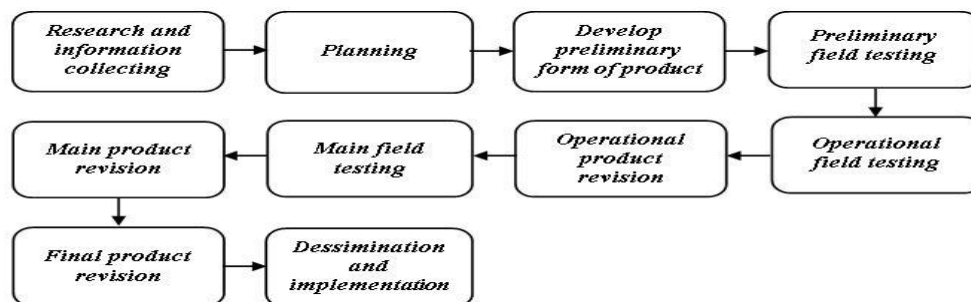 Research and
information
collecting
Planning
Develop
preliminary
form of product
Preliminary
field testing
Operational
field testing
Operational
product
revision
Main field
testing
Main product
revision
Final product
revision
Dessimination
and
implementation